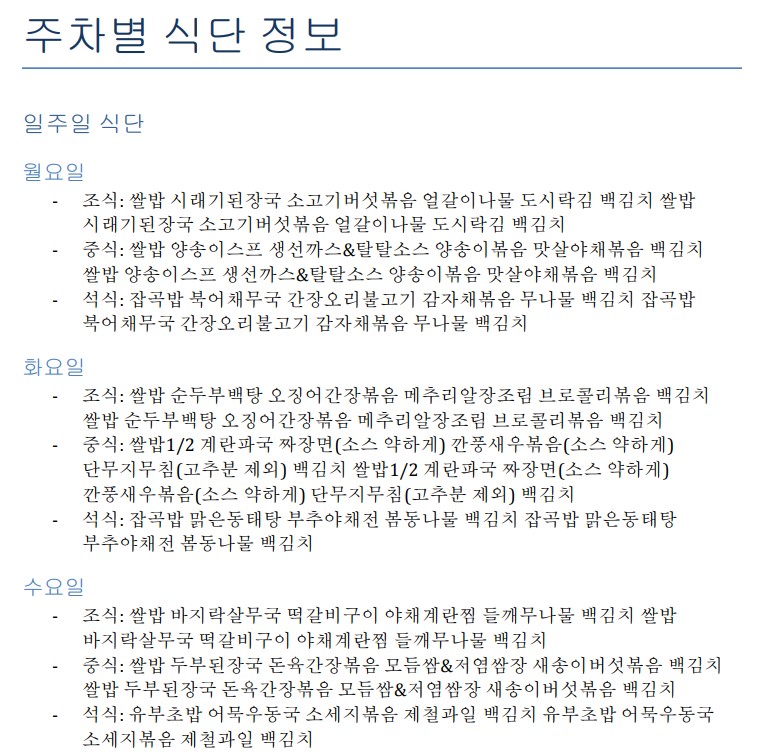 주차별 식단 정보
일주일 식단
월요일
- 조식: 쌀밥 시래기된장국 소고기버섯볶음 얼갈이나물 도시락김 백김치 쌀밥
시래기된장국 소고기버섯볶음 얼갈이나물 도시락김 백김치
- 중식: 쌀밥 양송이스프 생선까스&탈탈소스 양송이볶음 맛살야채볶음 백김치
쌀밥 양송이스프 생선까스&탈탈소스 양송이볶음 맛살야채볶음 백김치
- 석식: 잡곡밥 북어채무국 간장오리불고기 감자채볶음 무나물 백김치 잡곡밥
북어채무국 간장오리불고기 감자채볶음 무나물 백김치
화요일
- 조식: 쌀밥 순두부백탕 오징어간장볶음 메추리알장조림 브로콜리볶음 백김치
쌀밥 순두부백탕 오징어간장볶음 메추리알장조림 브로콜리볶음 백김치
- 중식: 쌀밥1/2 계란파국 짜장면(소스 약하게) 깐풍새우볶음(소스 약하게)
단무지무침(고추분 제외) 백김치 쌀밥1/2 계란파국 짜장면(소스 약하게)
깐풍새우볶음(소스 약하게) 단무지무침(고추분 제외) 백김치
- 석식: 잡곡밥 맑은동태탕 부추야채전 봄동나물 백김치 잡곡밥 맑은동태탕
부추야채전 봄동나물 백김치
수요일
- 조식: 쌀밥 바지락살무국 떡갈비구이 야채계란찜 들깨무나물 백김치 쌀밥
바지락살무국 떡갈비구이 야채계란찜 들깨무나물 백김치
- 중식: 쌀밥 두부된장국 돈육간장볶음 모듬쌈&저염쌈장 새송이버섯볶음 백김치
쌀밥 두부된장국 돈육간장볶음 모듬쌈&저염쌈장 새송이버섯볶음 백김치
- 석식: 유부초밥 어묵우동국 소세지볶음 제철과일 백김치 유부초밥 어묵우동국
소세지볶음 제철과일 백김치